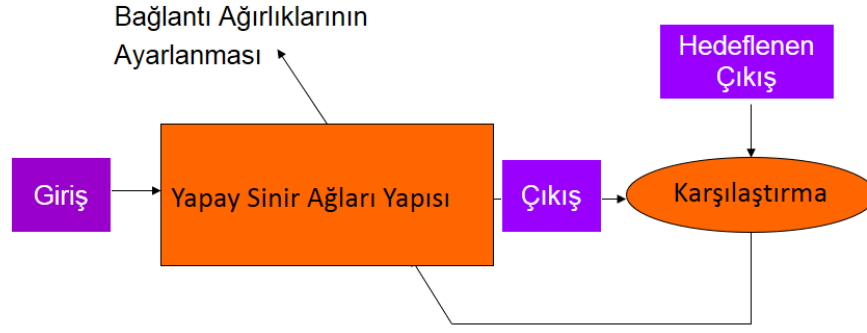 Bağlantı Ağırlıklarının
Ayarlanması
Hedeflenen
Çıkış
Giriş
Yapay Sinir Ağları Yapısı
Çıkış
Karşılaştırma